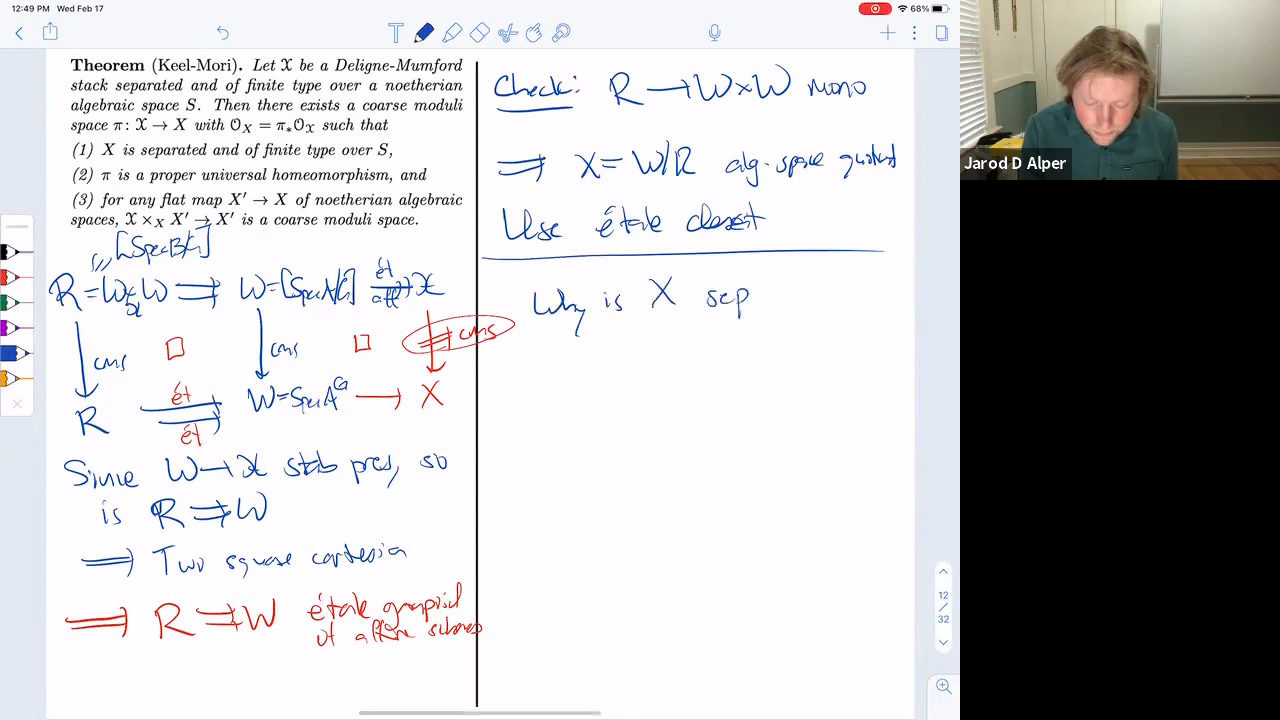 12:49 PM Wed Feb 17
68%
Theorem (Keel-Mori). Let 𝒳 be a Deligne-Mumford
stack separated and of finite type over a noetherian
algebraic space S. Then there exists a coarse moduli
space π: 𝒳 → X with 𝒪_X = π_*𝒪_𝒳 such that
(1) X is separated and of finite type over S,
(2) π is a proper universal homeomorphism, and
(3) for any flat map X' → X of noetherian algebraic
spaces, 𝒳 ×_X X' → X' is a coarse moduli space.
[Spec B/G]
R = W ×_𝒳 W ⇉ W = [Spec A/G] ét aff → 𝒳
cms □ cms □ cms
R ét ét W = Spec A^G → X
Since W → 𝒳 stab pres, so
is R ⇉ W
⟹ Two square cartesian
⟹ R ⇉ W étale groupoid
of affine schemes
Check: R → W × W mono
⟹ X = W/R alg. space quotient
Use étale descent
Why is X sep
Jarod D Alper
12
/
32